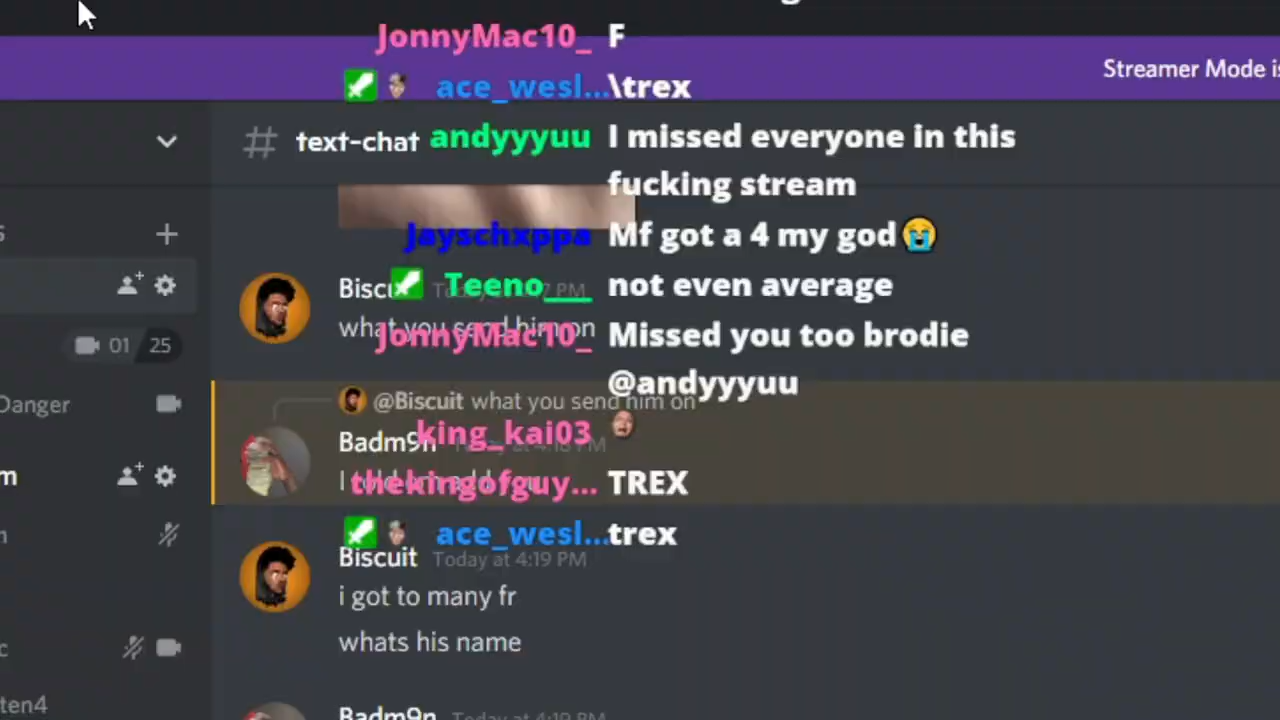 JonnyMac10_ F
Streamer Mode is
ace_wesl... \trex
# text-chat
andyyyuu I missed everyone in this
fucking stream
Jayschxppa Mf got a 4 my god😭
Teeno___ not even average
JonnyMac10_ Missed you too brodie
@andyyyuu
king_kai03
thekingofguy... TREX
ace_wesl... trex
01 25
Danger
m
ten4
what you send him on
@Biscuit what you send him on
Badm9n
Biscuit Today at 4:19 PM
i got to many fr
whats his name
Badm9n Today at 4:19 PM